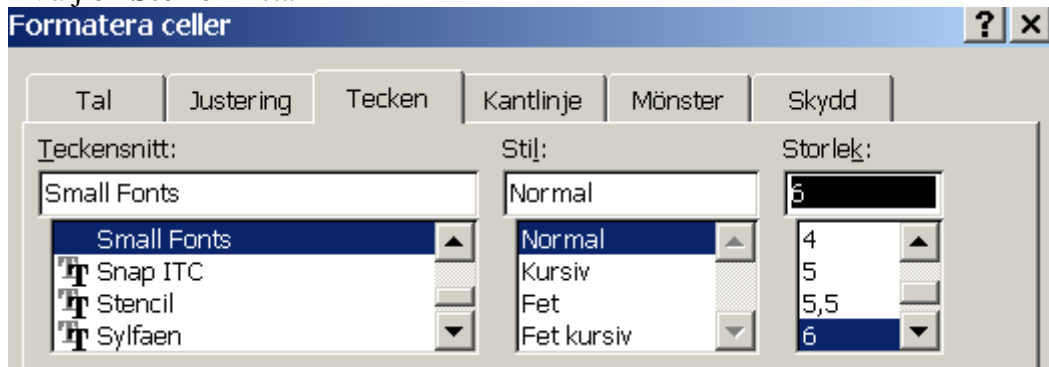 Formatera celler
Tal Justering Tecken Kantlinje Mönster Skydd
Teckensnitt: Stil: Storlek:
Small Fonts Normal 6
Small Fonts Normal 4
Snap ITC Kursiv 5
Stencil Fet 5,5
Sylfaen Fet kursiv 6